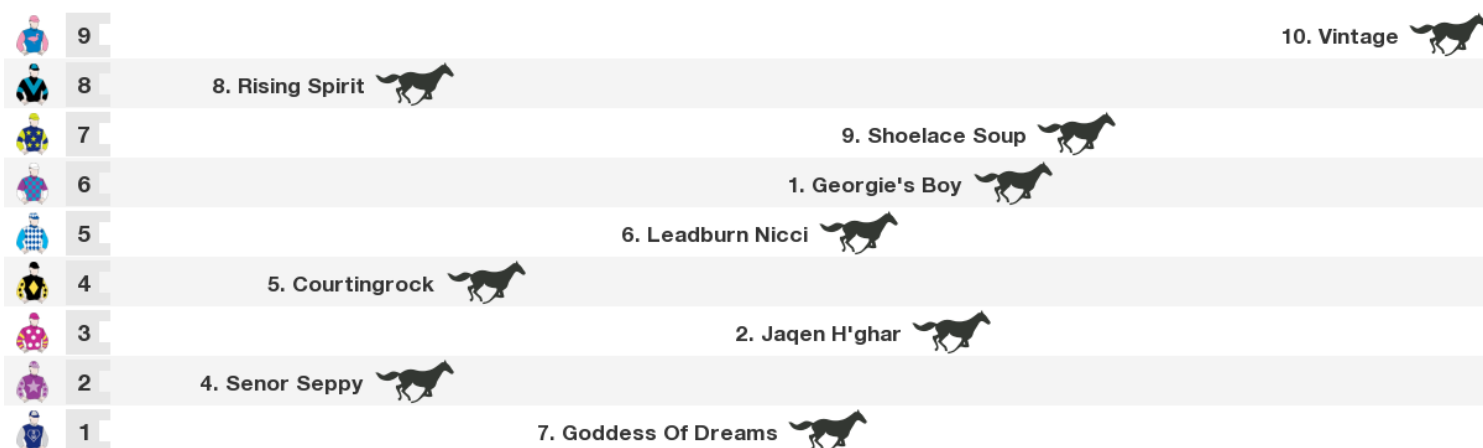 9 10. Vintage
8 8. Rising Spirit
7 9. Shoelace Soup
6 1. Georgie's Boy
5 6. Leadburn Nicci
4 5. Courtingrock
3 2. Jaqen H'ghar
2 4. Senor Seppy
1 7. Goddess Of Dreams